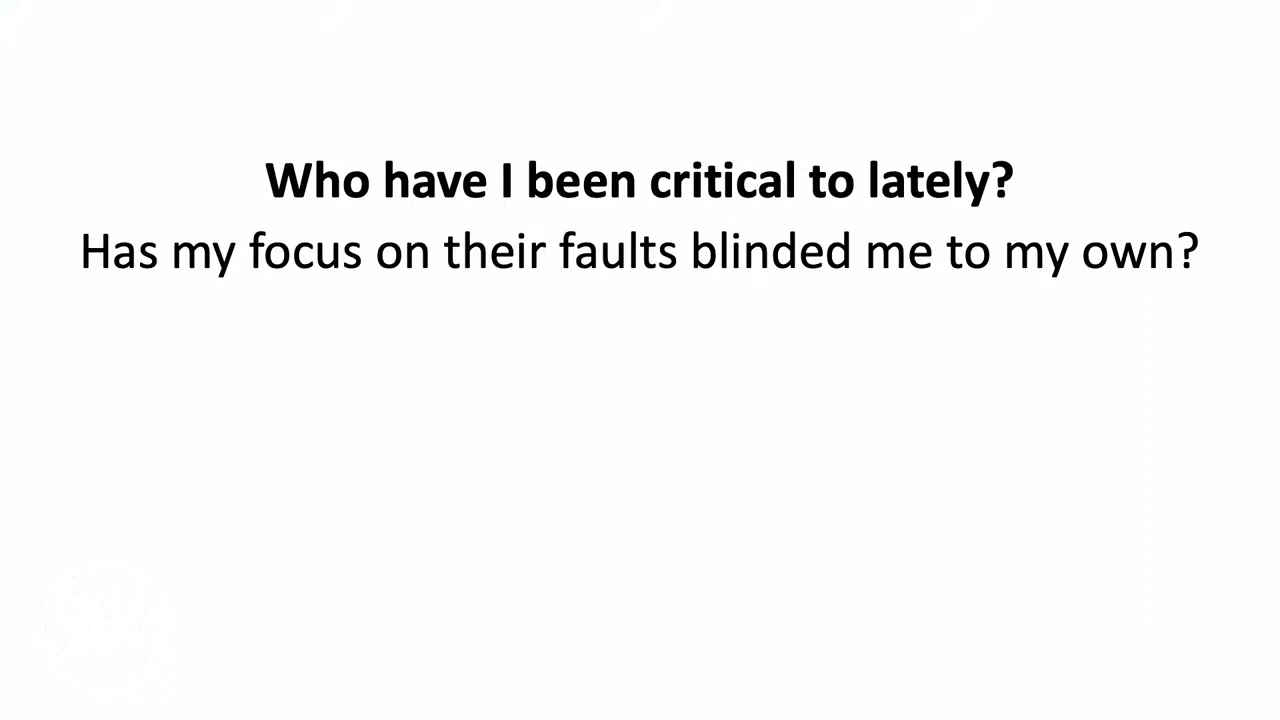 Who have I been critical to lately?
Has my focus on their faults blinded me to my own?